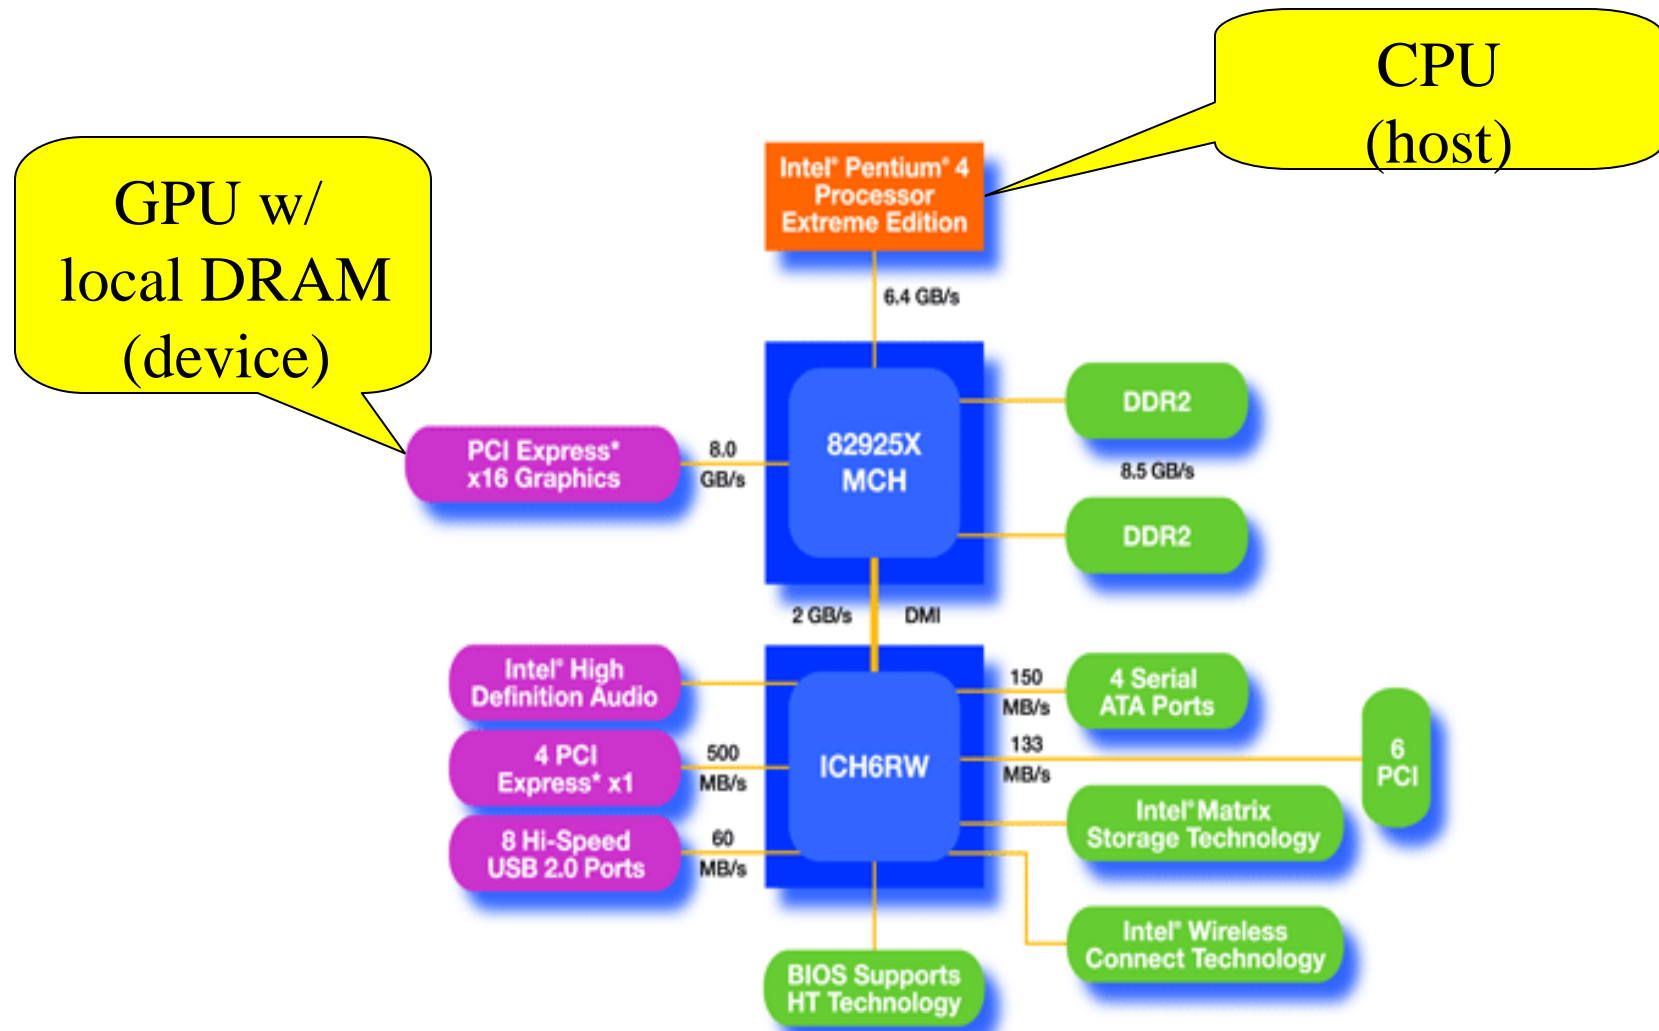 CPU
(host)
GPU w/
local DRAM
(device)
Intel® Pentium® 4
Processor
Extreme Edition
6.4 GB/s
PCI Express*
x16 Graphics
8.0
GB/s
82925X
MCH
DDR2
8.5 GB/s
DDR2
2 GB/s
DMI
Intel® High
Definition Audio
4 PCI
Express* x1
500
MB/s
8 Hi-Speed
USB 2.0 Ports
60
MB/s
ICH6RW
150
MB/s
4 Serial
ATA Ports
133
MB/s
6
PCI
Intel® Matrix
Storage Technology
Intel® Wireless
Connect Technology
BIOS Supports
HT Technology